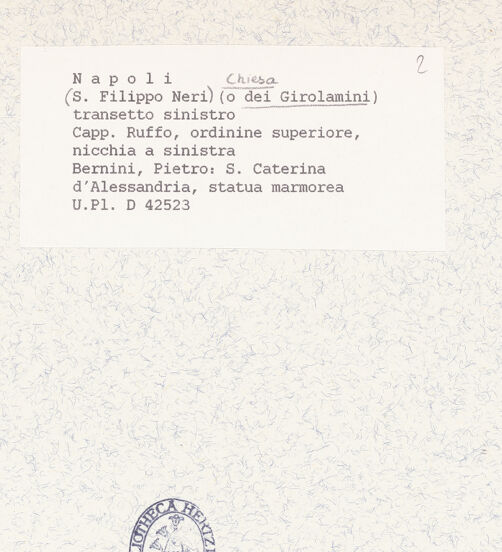 2
N a p o l i Chiesa
(S. Filippo Neri) (o dei Girolamini)
transetto sinistro
Capp. Ruffo, ordinine superiore,
nicchia a sinistra
Bernini, Pietro: S. Caterina
d'Alessandria, statua marmorea
U.Pl. D 42523